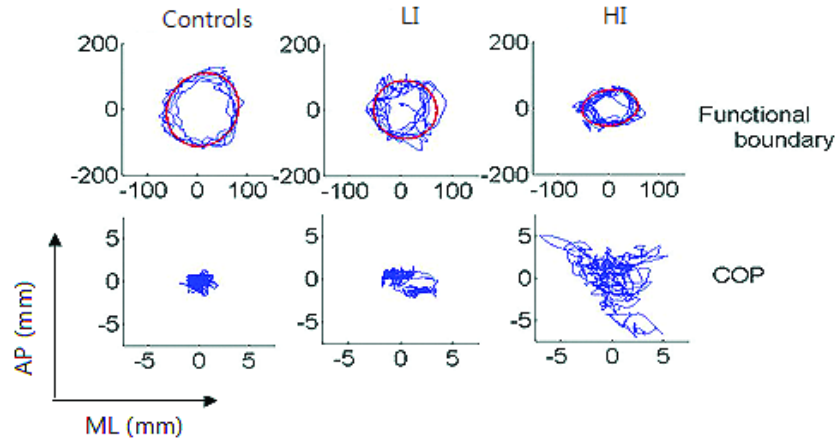 Controls LI HI
200 200 200
0 0 0
Functional
boundary
-200 -200 -200
-100 0 100 -100 0 100 -100 0 100
5 5 5
0 0 0
COP
-5 -5 -5
-5 0 5 -5 0 5 -5 0 5
AP (mm)
ML (mm)